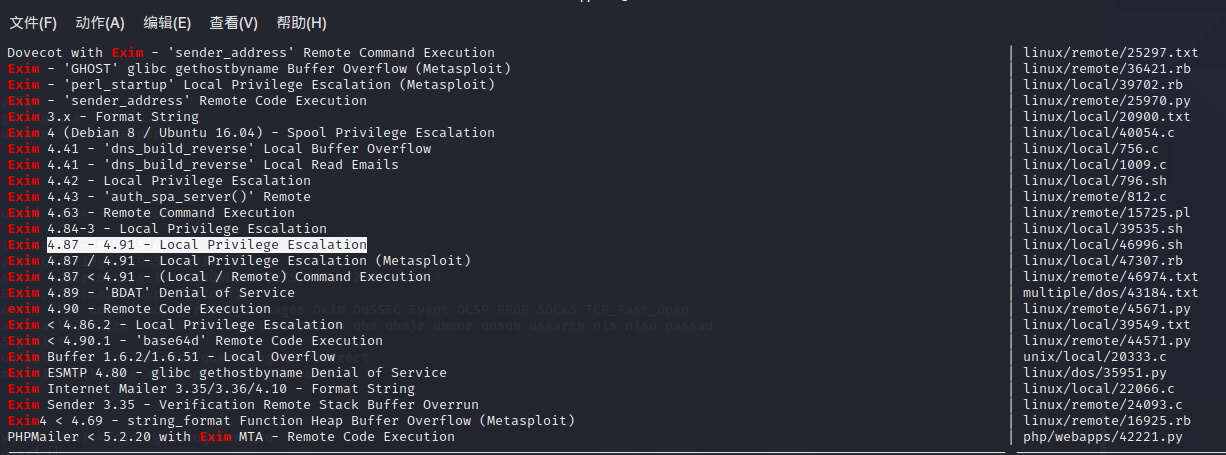 文件(F) 动作(A) 编辑(E) 查看(V) 帮助(H)
Dovecot with Exim - 'sender_address' Remote Command Execution | linux/remote/25297.txt
Exim - 'GHOST' glibc gethostbyname Buffer Overflow (Metasploit) | linux/remote/36421.rb
Exim - 'perl_startup' Local Privilege Escalation (Metasploit) | linux/local/39702.rb
Exim - 'sender_address' Remote Code Execution | linux/remote/25970.py
Exim 3.x - Format String | linux/local/20900.txt
Exim 4 (Debian 8 / Ubuntu 16.04) - Spool Privilege Escalation | linux/local/40054.c
Exim 4.41 - 'dns_build_reverse' Local Buffer Overflow | linux/local/756.c
Exim 4.41 - 'dns_build_reverse' Local Read Emails | linux/local/1009.c
Exim 4.42 - Local Privilege Escalation | linux/local/796.sh
Exim 4.43 - 'auth_spa_server()' Remote | linux/remote/812.c
Exim 4.63 - Remote Command Execution | linux/remote/15725.pl
Exim 4.84-3 - Local Privilege Escalation | linux/local/39535.sh
Exim 4.87 - 4.91 - Local Privilege Escalation | linux/local/46996.sh
Exim 4.87 / 4.91 - Local Privilege Escalation (Metasploit) | linux/local/47307.rb
Exim 4.87 < 4.91 - (Local / Remote) Command Execution | linux/remote/46974.txt
Exim 4.89 - 'BDAT' Denial of Service | multiple/dos/43184.txt
exim 4.90 - Remote Code Execution | linux/remote/45671.py
Exim < 4.86.2 - Local Privilege Escalation | linux/local/39549.txt
Exim < 4.90.1 - 'base64d' Remote Code Execution | linux/remote/44571.py
Exim Buffer 1.6.2/1.6.51 - Local Overflow | unix/local/20333.c
Exim ESMTP 4.80 - glibc gethostbyname Denial of Service | linux/dos/35951.py
Exim Internet Mailer 3.35/3.36/4.10 - Format String | linux/local/22066.c
Exim Sender 3.35 - Verification Remote Stack Buffer Overrun | linux/remote/24093.c
Exim4 < 4.69 - string_format Function Heap Buffer Overflow (Metasploit) | linux/remote/16925.rb
PHPMailer < 5.2.20 with Exim MTA - Remote Code Execution | php/webapps/42221.py